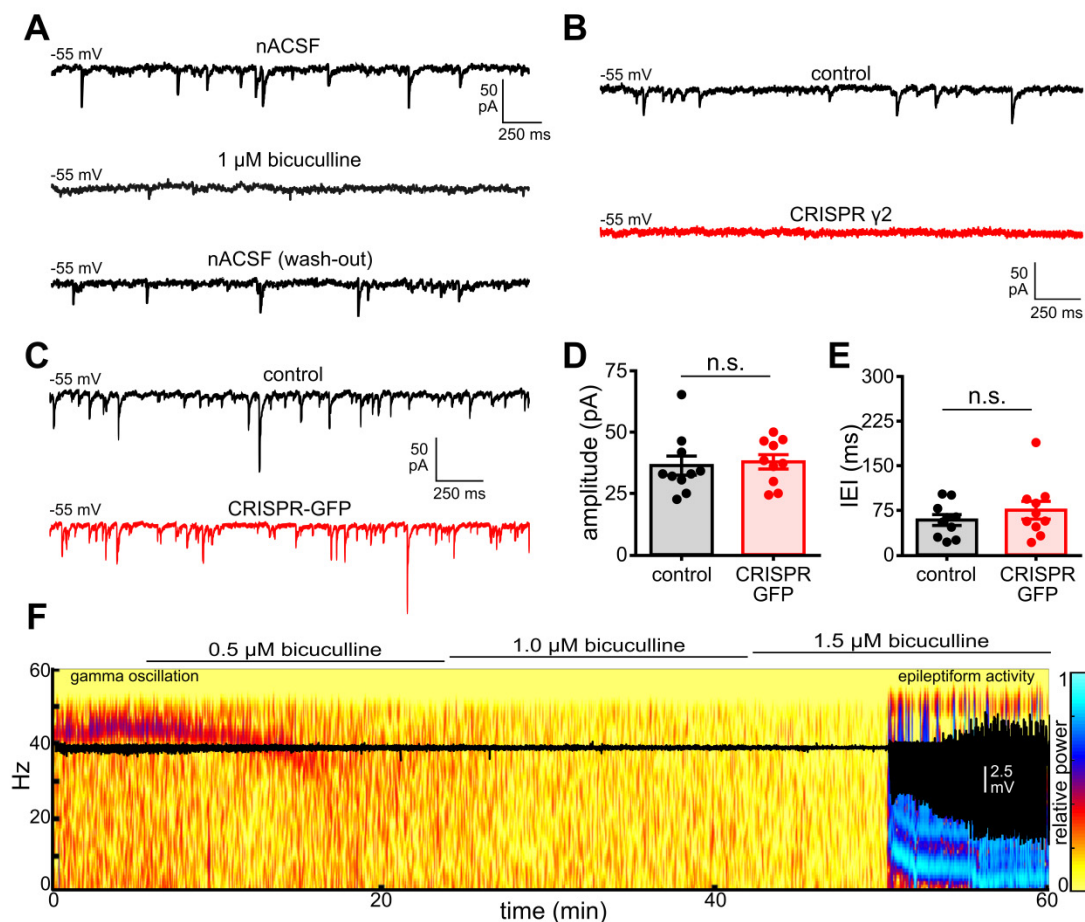 A
nACSF
-55 mV
50
pA
250 ms
1 µM bicuculline
-55 mV
nACSF (wash-out)
-55 mV
B
-55 mV
control
-55 mV
CRISPR γ2
50
pA
250 ms
C
-55 mV
control
50
pA
250 ms
CRISPR-GFP
-55 mV
D
n.s.
amplitude (pA)
75
50
25
0
control
CRISPR
GFP
E
n.s.
IEI (ms)
300
225
150
75
0
control
CRISPR
GFP
F
0.5 µM bicuculline
1.0 µM bicuculline
1.5 µM bicuculline
gamma oscillation
epileptiform activity
Hz
60
40
20
0
0
20
40
60
time (min)
2.5
mV
1
0
relative power